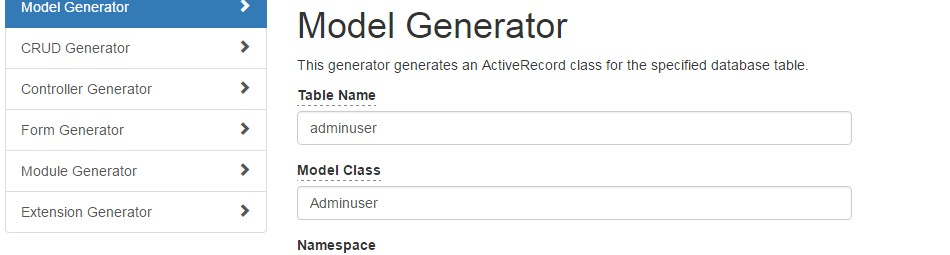 Model Generator
CRUD Generator
Controller Generator
Form Generator
Module Generator
Extension Generator
Model Generator
This generator generates an ActiveRecord class for the specified database table.
Table Name
adminuser
Model Class
Adminuser
Namespace